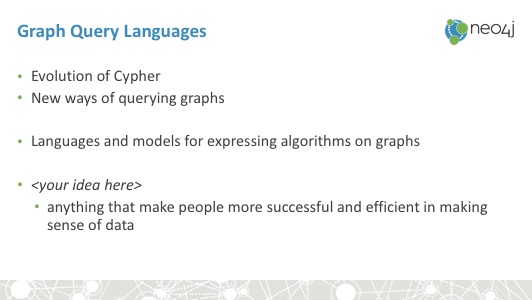 Graph Query Languages
neo4j
• Evolution of Cypher
• New ways of querying graphs
• Languages and models for expressing algorithms on graphs
• <your idea here>
• anything that make people more successful and efficient in making
sense of data